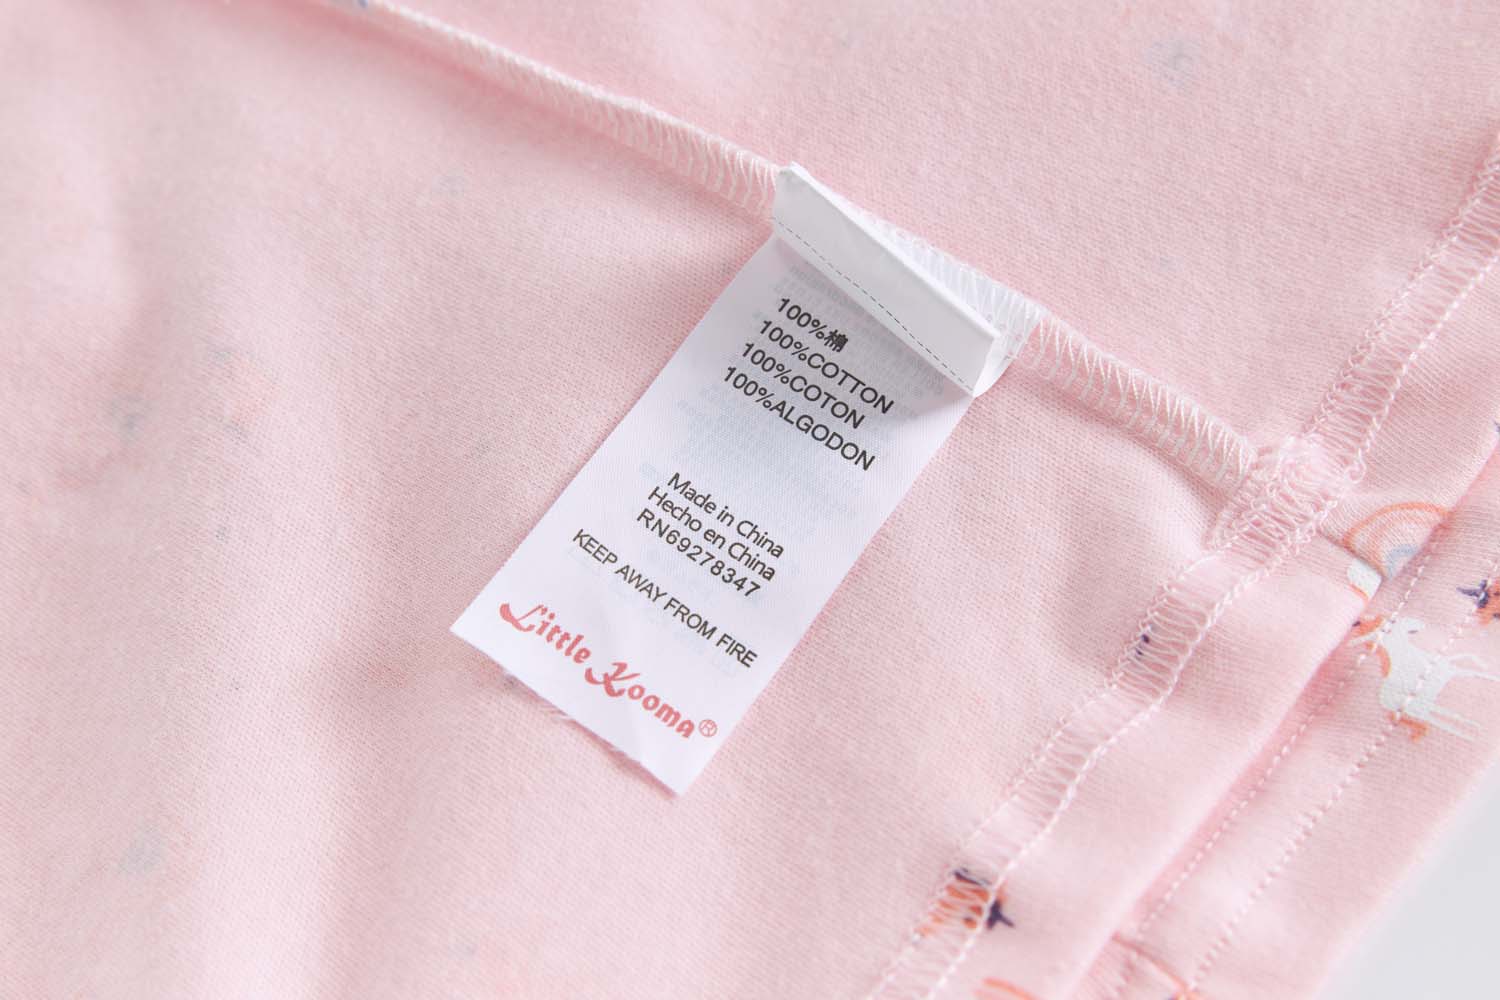 100%棉
100%COTTON
100%COTON
100%ALGODON
Made in China
Hecho en China
RN69278347
KEEP AWAY FROM FIRE
Little Kooma®